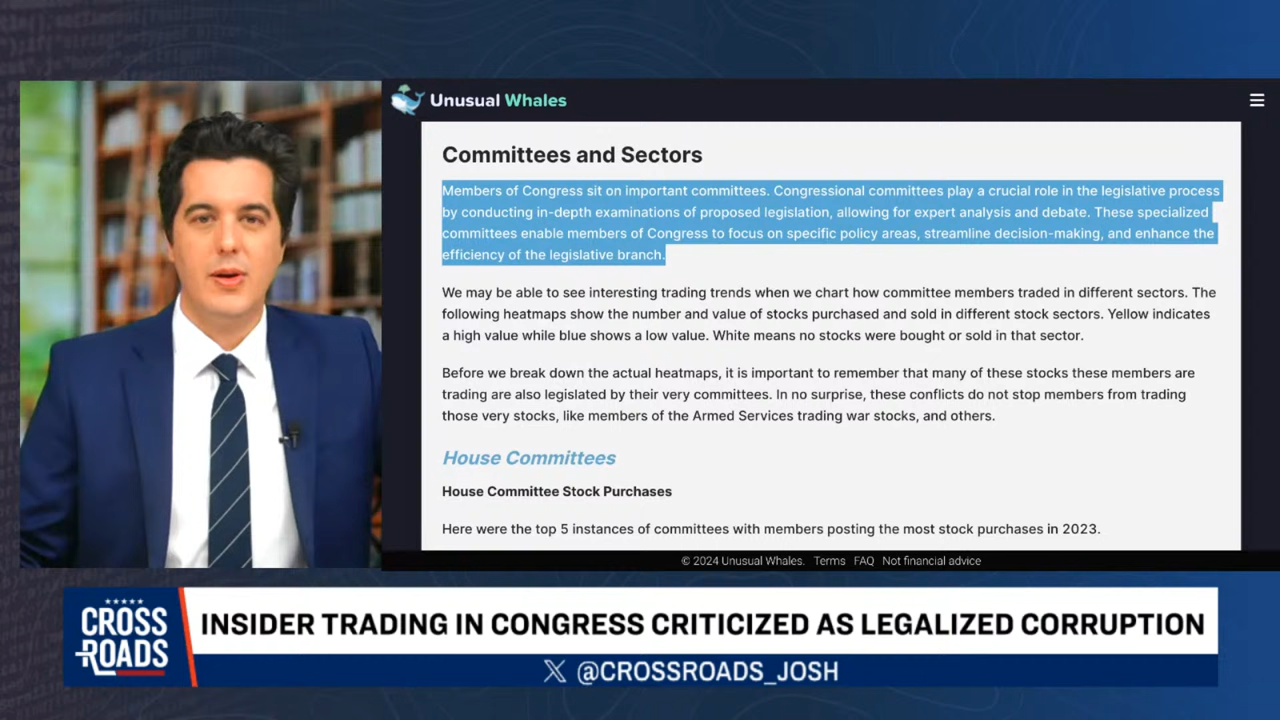 Unusual Whales
Committees and Sectors
Members of Congress sit on important committees. Congressional committees play a crucial role in the legislative process
by conducting in-depth examinations of proposed legislation, allowing for expert analysis and debate. These specialized
committees enable members of Congress to focus on specific policy areas, streamline decision-making, and enhance the
efficiency of the legislative branch.
We may be able to see interesting trading trends when we chart how committee members traded in different sectors. The
following heatmaps show the number and value of stocks purchased and sold in different stock sectors. Yellow indicates
a high value while blue shows a low value. White means no stocks were bought or sold in that sector.
Before we break down the actual heatmaps, it is important to remember that many of these stocks these members are
trading are also legislated by their very committees. In no surprise, these conflicts do not stop members from trading
those very stocks, like members of the Armed Services trading war stocks, and others.
House Committees
House Committee Stock Purchases
Here were the top 5 instances of committees with members posting the most stock purchases in 2023.
© 2024 Unusual Whales. Terms FAQ Not financial advice
CROSS
ROADS
INSIDER TRADING IN CONGRESS CRITICIZED AS LEGALIZED CORRUPTION
X @CROSSROADS_JOSH